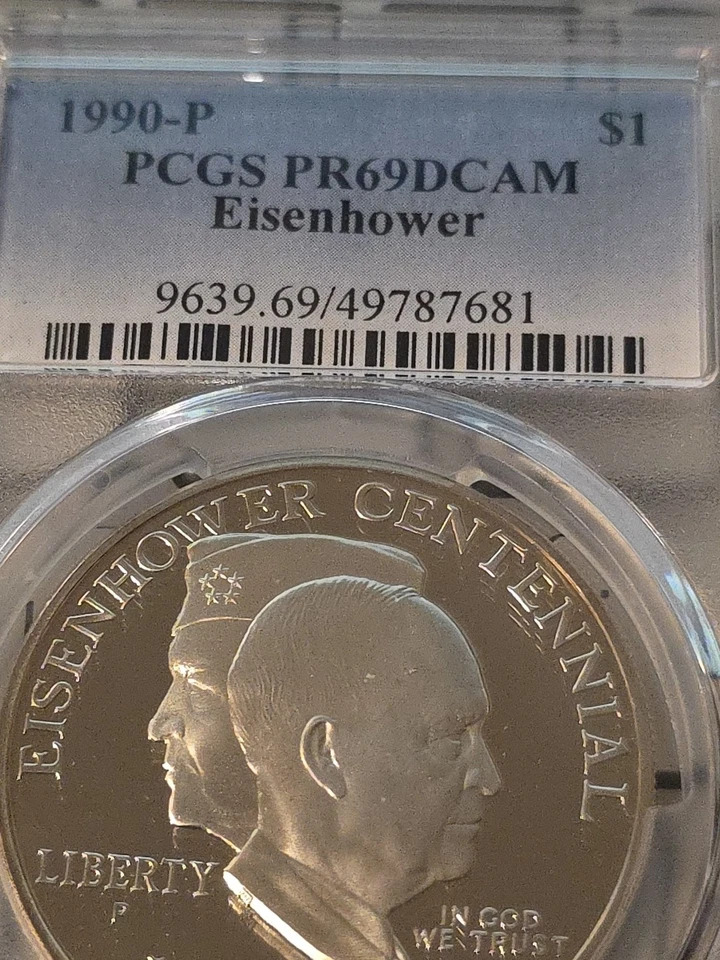 1990-P $1
PCGS PR69DCAM
Eisenhower
9639.69/49787681
EISENHOWER CENTENNIAL
LIBERTY
P
IN GOD
WE TRUST